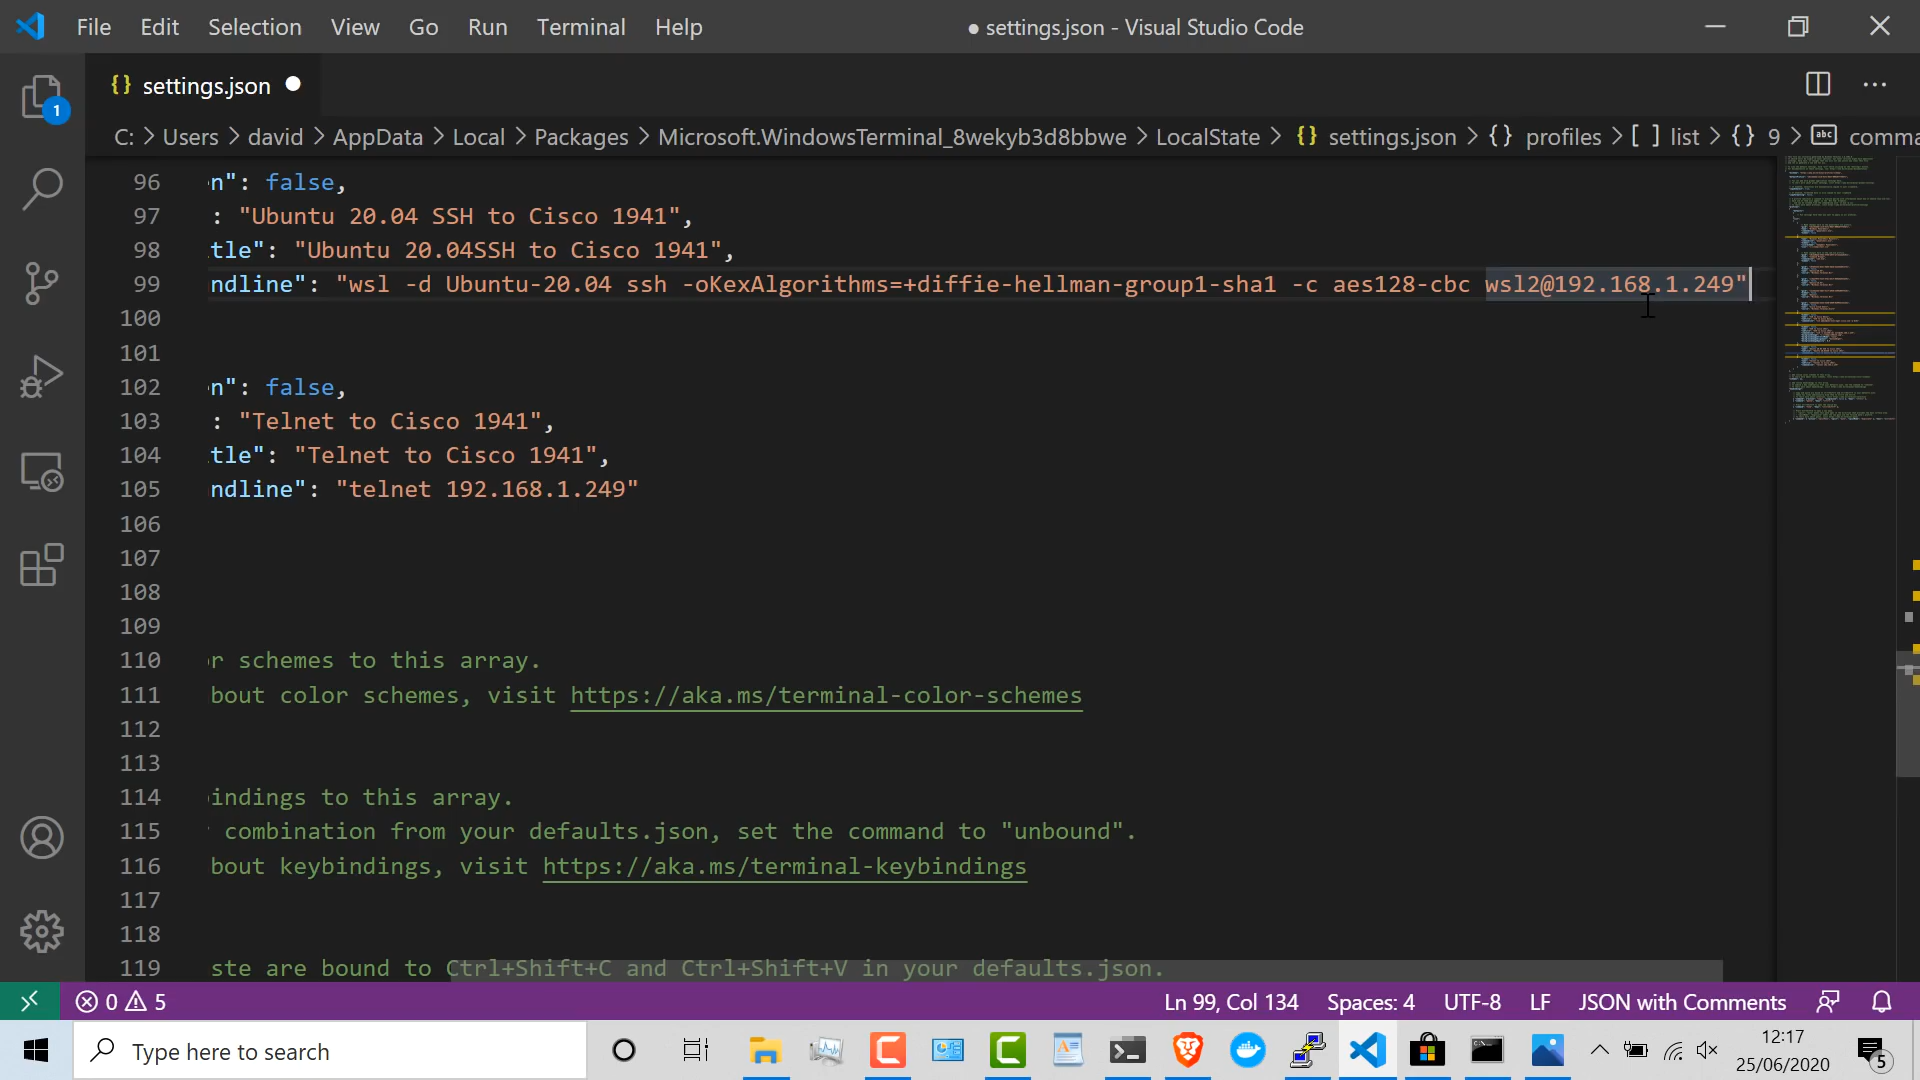 File Edit Selection View Go Run Terminal Help ● settings.json - Visual Studio Code
{} settings.json ●
C: > Users > david > AppData > Local > Packages > Microsoft.WindowsTerminal_8wekyb3d8bbwe > LocalState > {} settings.json > {} profiles > [ ] list > {} 9 > abc comma
1
96 n": false,
97 : "Ubuntu 20.04 SSH to Cisco 1941",
98 tle": "Ubuntu 20.04SSH to Cisco 1941",
99 ndline": "wsl -d Ubuntu-20.04 ssh -oKexAlgorithms=+diffie-hellman-group1-sha1 -c aes128-cbc wsl2@192.168.1.249"
100
101
102 n": false,
103 : "Telnet to Cisco 1941",
104 tle": "Telnet to Cisco 1941",
105 ndline": "telnet 192.168.1.249"
106
107
108
109
110 r schemes to this array.
111 bout color schemes, visit https://aka.ms/terminal-color-schemes
112
113
114 indings to this array.
115 combination from your defaults.json, set the command to "unbound".
116 bout keybindings, visit https://aka.ms/terminal-keybindings
117
118
119 ste are bound to Ctrl+Shift+C and Ctrl+Shift+V in your defaults.json.
0 5 Ln 99, Col 134 Spaces: 4 UTF-8 LF JSON with Comments
Type here to search
12:17
25/06/2020
5